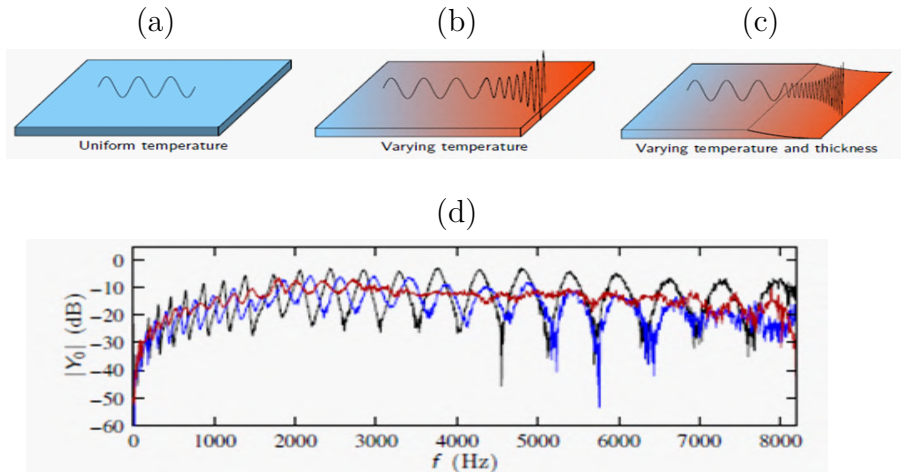 (a) (b) (c)
Uniform temperature Varying temperature Varying temperature and thickness
(d)
0
−10
−20
−30
−40
−50
−60
|Y₀| (dB)
0 1000 2000 3000 4000 5000 6000 7000 8000
f (Hz)